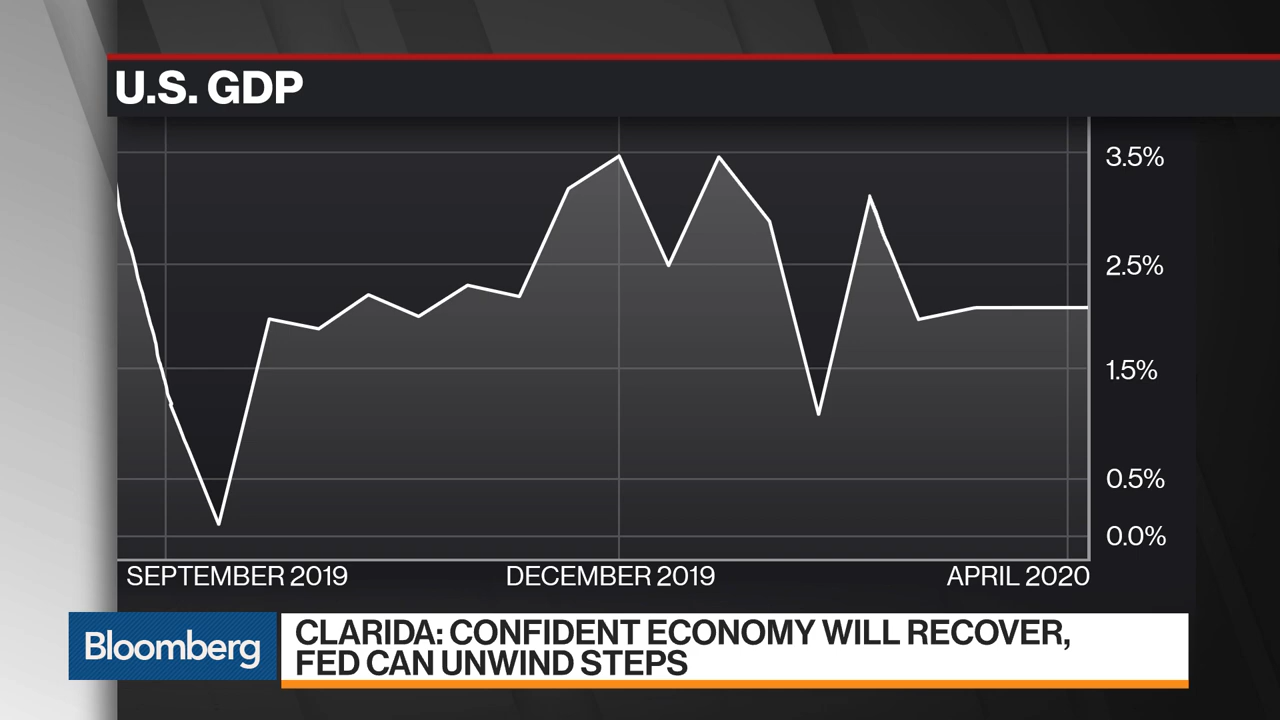 U.S. GDP
3.5%
2.5%
1.5%
0.5%
0.0%
SEPTEMBER 2019
DECEMBER 2019
APRIL 2020
Bloomberg
CLARIDA: CONFIDENT ECONOMY WILL RECOVER,
FED CAN UNWIND STEPS